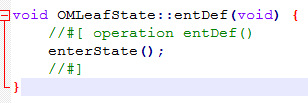 void OMLeafState::entDef(void) {
//#[ operation entDef()
enterState();
//#]
}